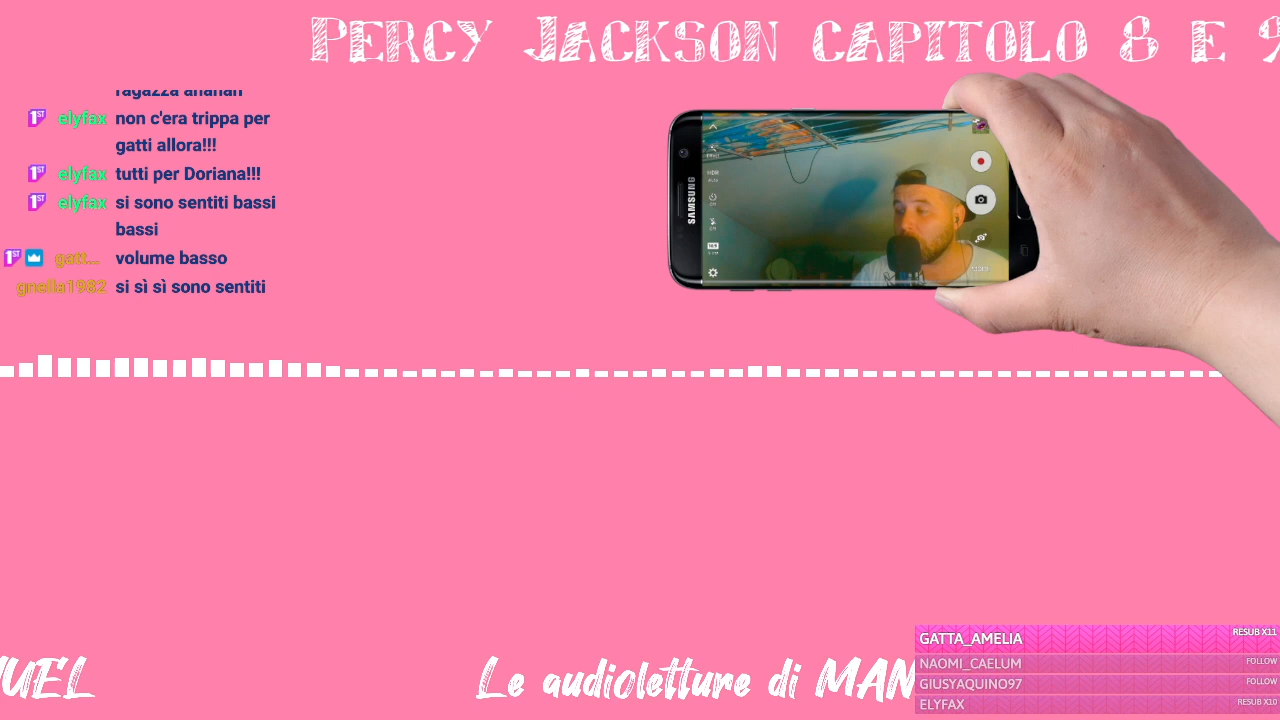 PERCY JACKSON CAPITOLO 8 E 9
elyfax non c'era trippa per
gatti allora!!!
elyfax tutti per Doriana!!!
elyfax si sono sentiti bassi
bassi
gatt... volume basso
gnella1982 si sì sì sono sentiti
SAMSUNG
HDR
UEL
Le audioletture di MAN
GATTA_AMELIA RESUB X11
NAOMI_CAELUM FOLLOW
GIUSYAQUINO97 FOLLOW
ELYFAX RESUB X10